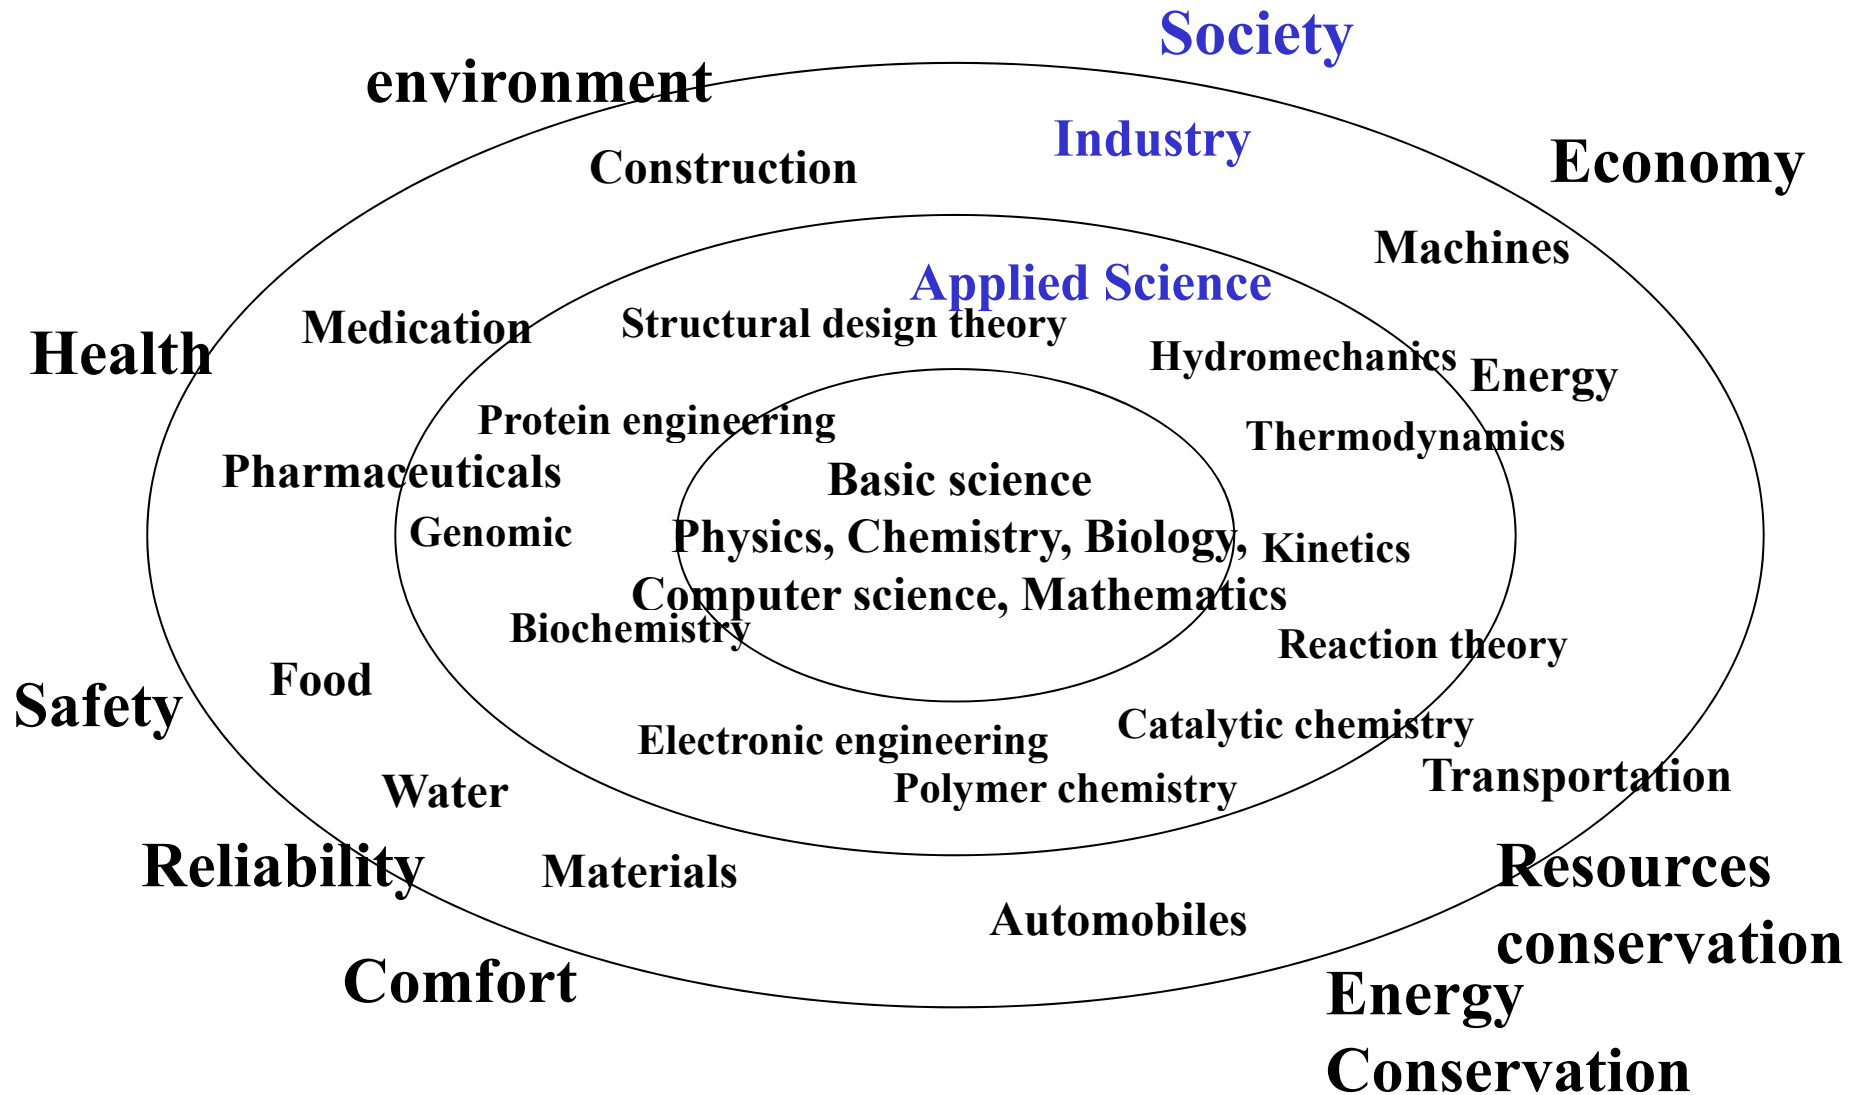 Society
environment
Industry
Economy
Construction
Machines
Applied Science
Medication
Structural design theory
Health
Hydromechanics
Energy
Protein engineering
Thermodynamics
Pharmaceuticals
Basic science
Genomic
Physics, Chemistry, Biology,
Kinetics
Computer science, Mathematics
Biochemistry
Reaction theory
Food
Safety
Electronic engineering
Catalytic chemistry
Water
Polymer chemistry
Transportation
Reliability
Materials
Resources
conservation
Automobiles
Comfort
Energy
Conservation